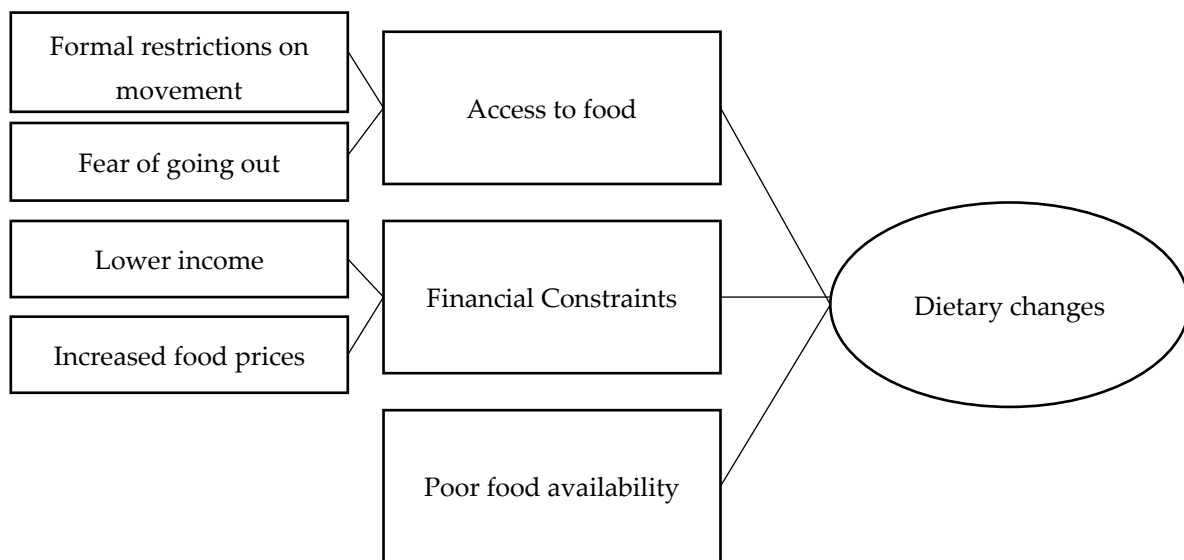 Formal restrictions on
movement
Fear of going out
Access to food
Lower income
Increased food prices
Financial Constraints
Poor food availability
Dietary changes